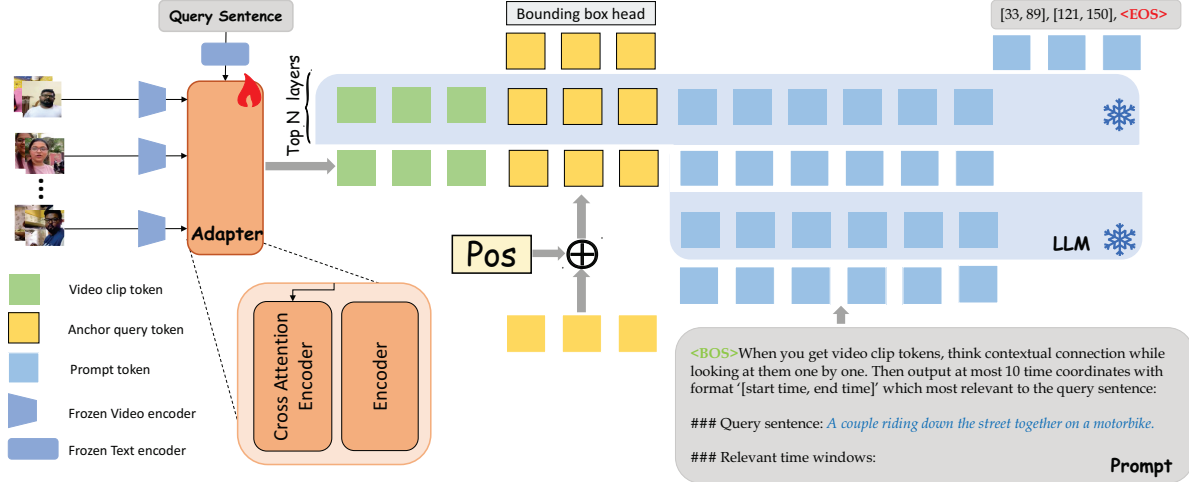 Query Sentence
Bounding box head
[33, 89], [121, 150], <EOS>
Top N layers
Adapter
Pos
LLM
Video clip token
Anchor query token
Prompt token
Frozen Video encoder
Frozen Text encoder
Cross Attention
Encoder
Encoder
<BOS>When you get video clip tokens, think contextual connection while
looking at them one by one. Then output at most 10 time coordinates with
format ‘[start time, end time]’ which most relevant to the query sentence:
### Query sentence: A couple riding down the street together on a motorbike.
### Relevant time windows:
Prompt